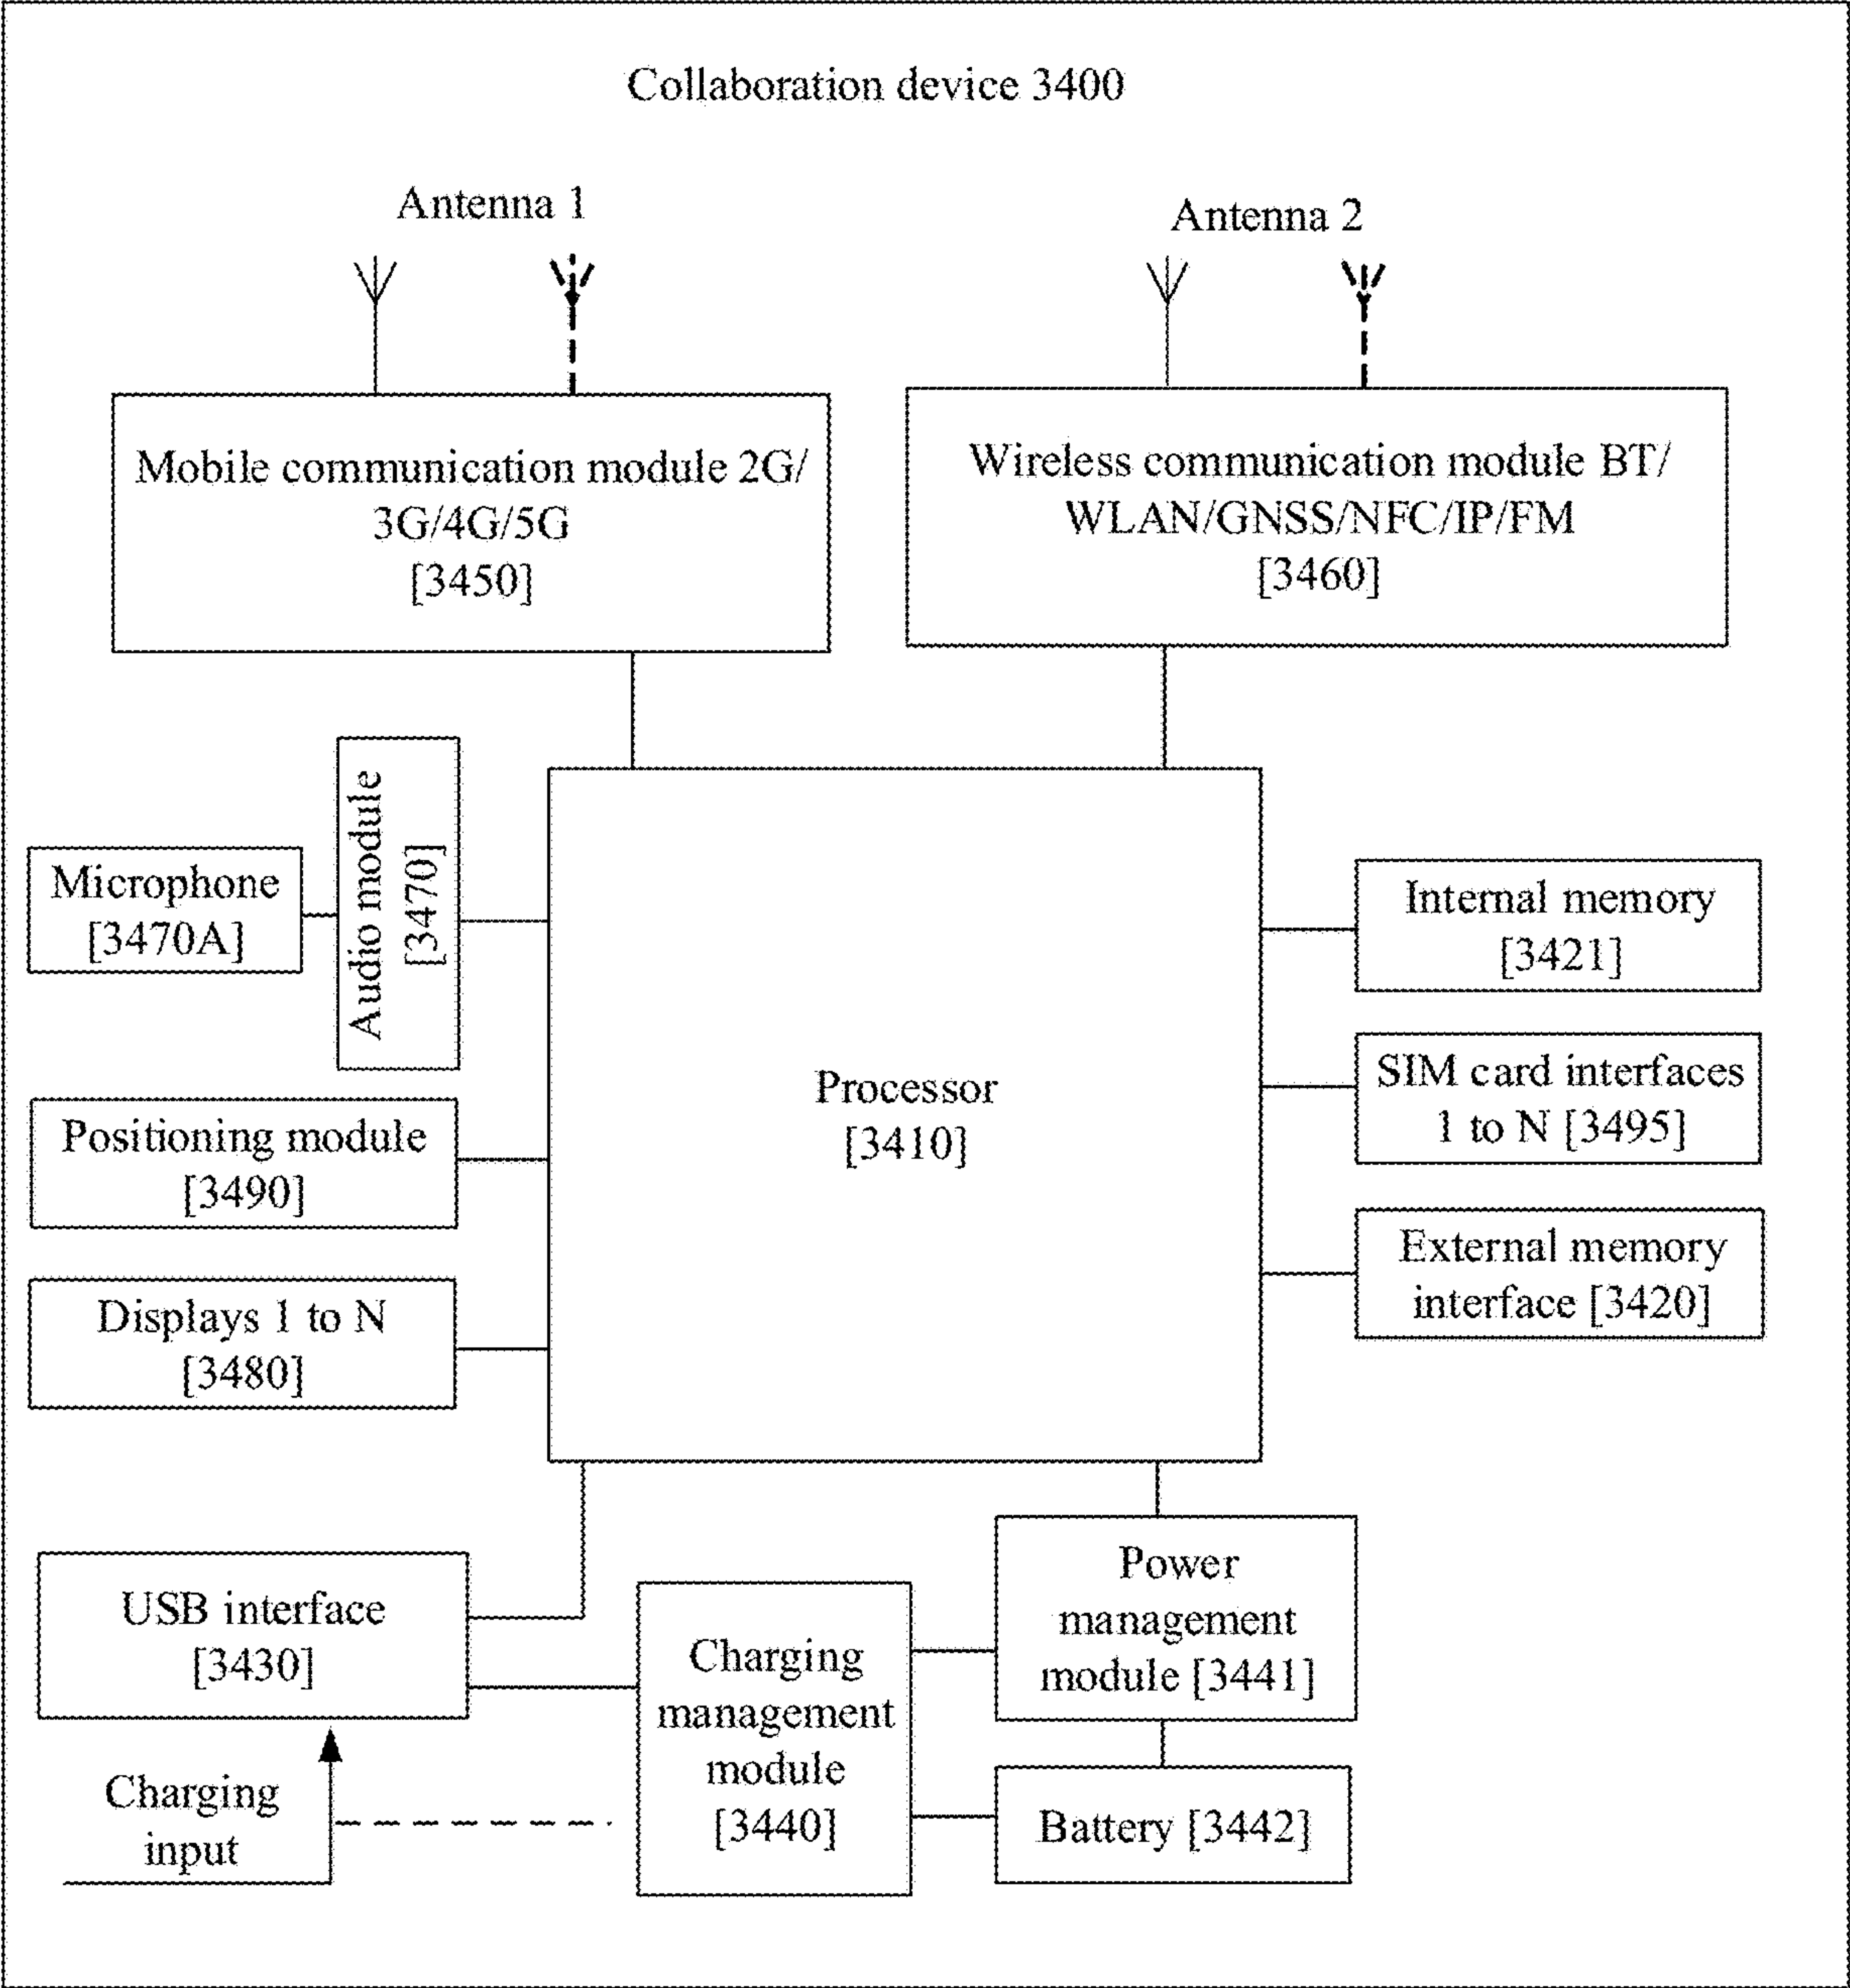 Collaboration device 3400
Antenna 1
Antenna 2
Mobile communication module 2G/
3G/4G/5G
[3450]
Wireless communication module BT/
WLAN/GNSS/NFC/IP/FM
[3460]
Audio module
[3470]
Microphone
[3470A]
Positioning module
[3490]
Displays 1 to N
[3480]
Processor
[3410]
Internal memory
[3421]
SIM card interfaces
1 to N [3495]
External memory
interface [3420]
USB interface
[3430]
Charging
input
Charging
management
module
[3440]
Power
management
module [3441]
Battery [3442]